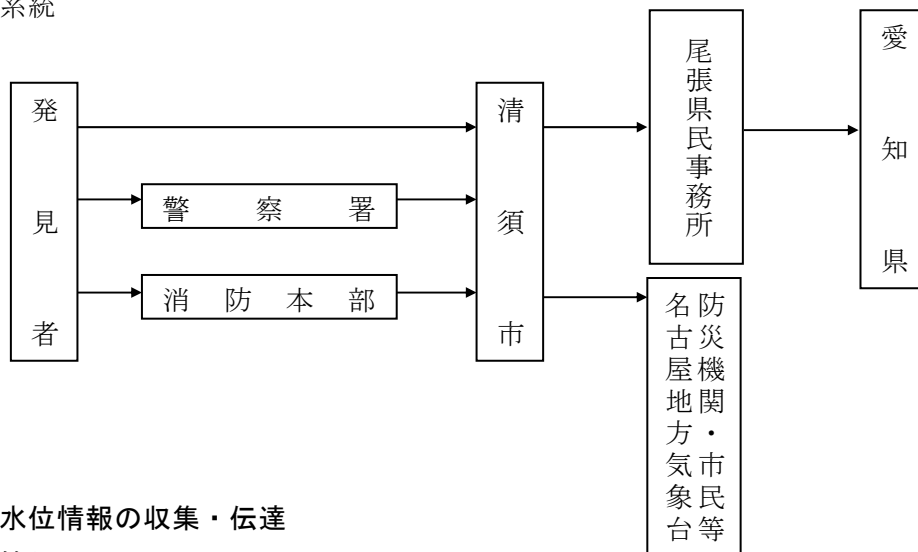 系統
発見者
警察署
消防本部
清須市
尾張県民事務所
愛知県
防災機関・市民等
名古屋地方気象台
水位情報の収集・伝達